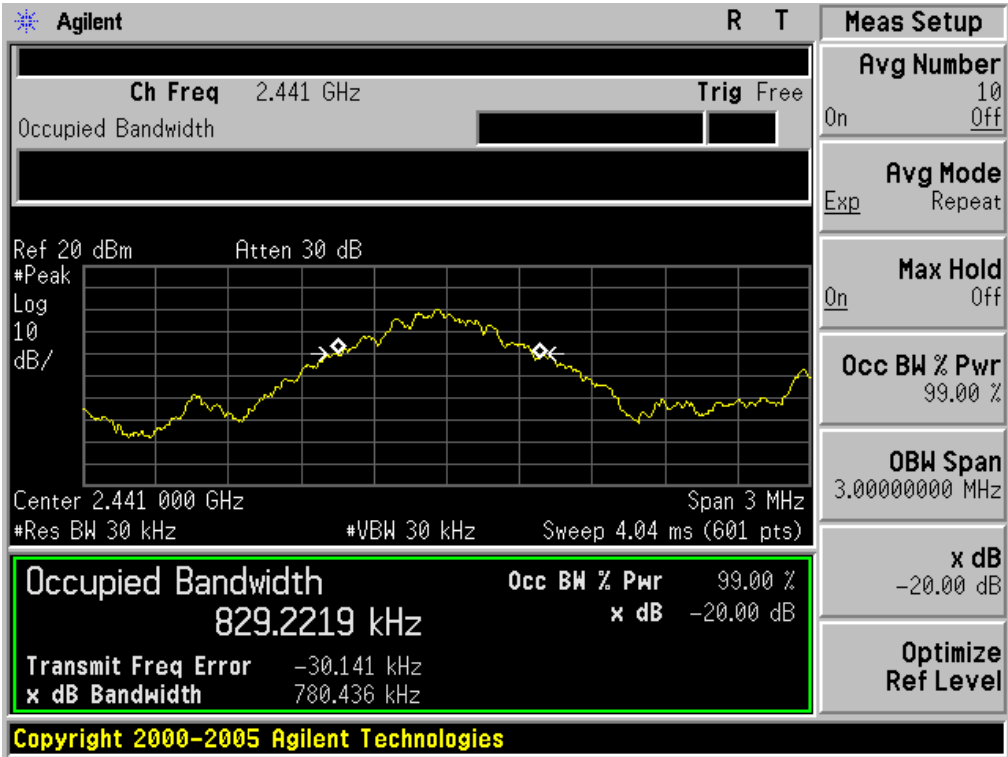 Agilent R T
Ch Freq 2.441 GHz Trig Free
Occupied Bandwidth
Ref 20 dBm Atten 30 dB
#Peak
Log
10
dB/
Center 2.441 000 GHz Span 3 MHz
#Res BW 30 kHz #VBW 30 kHz Sweep 4.04 ms (601 pts)
Occupied Bandwidth
829.2219 kHz
Occ BW % Pwr 99.00 %
x dB -20.00 dB
Transmit Freq Error -30.141 kHz
x dB Bandwidth 780.436 kHz
Copyright 2000-2005 Agilent Technologies
Meas Setup
Avg Number
10
On Off
Avg Mode
Exp Repeat
Max Hold
On Off
Occ BW % Pwr
99.00 %
OBW Span
3.00000000 MHz
x dB
-20.00 dB
Optimize
Ref Level